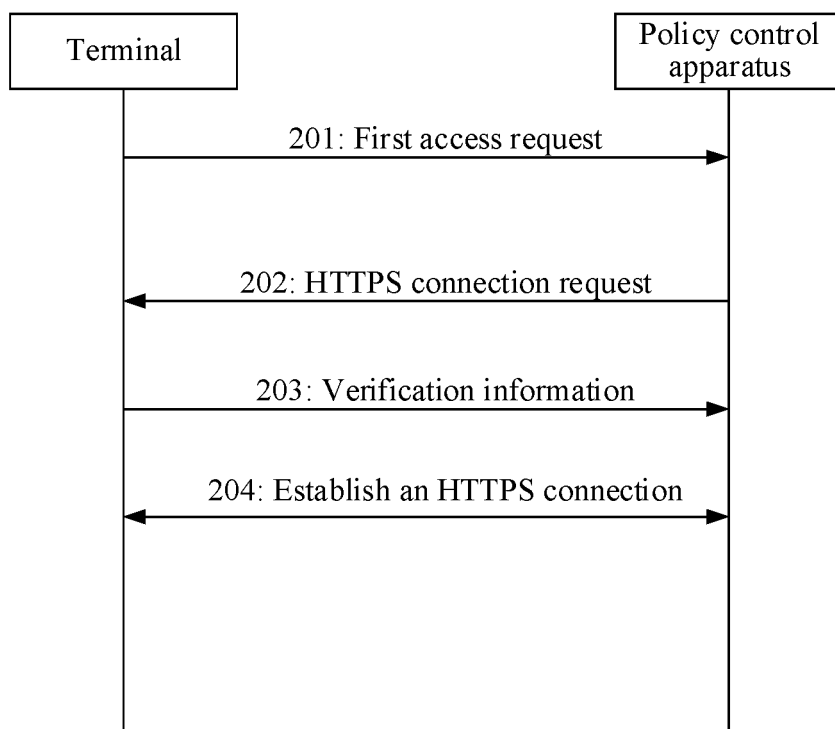 Terminal
Policy control
apparatus
201: First access request
202: HTTPS connection request
203: Verification information
204: Establish an HTTPS connection